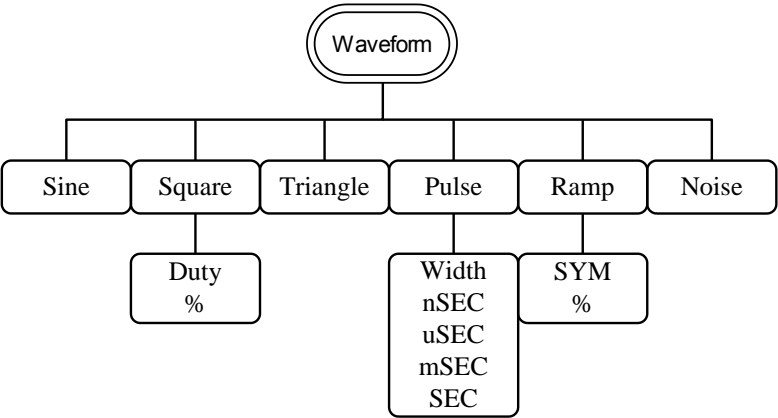 Waveform
Sine Square Triangle Pulse Ramp Noise
Duty
%
Width
nSEC
uSEC
mSEC
SEC
SYM
%